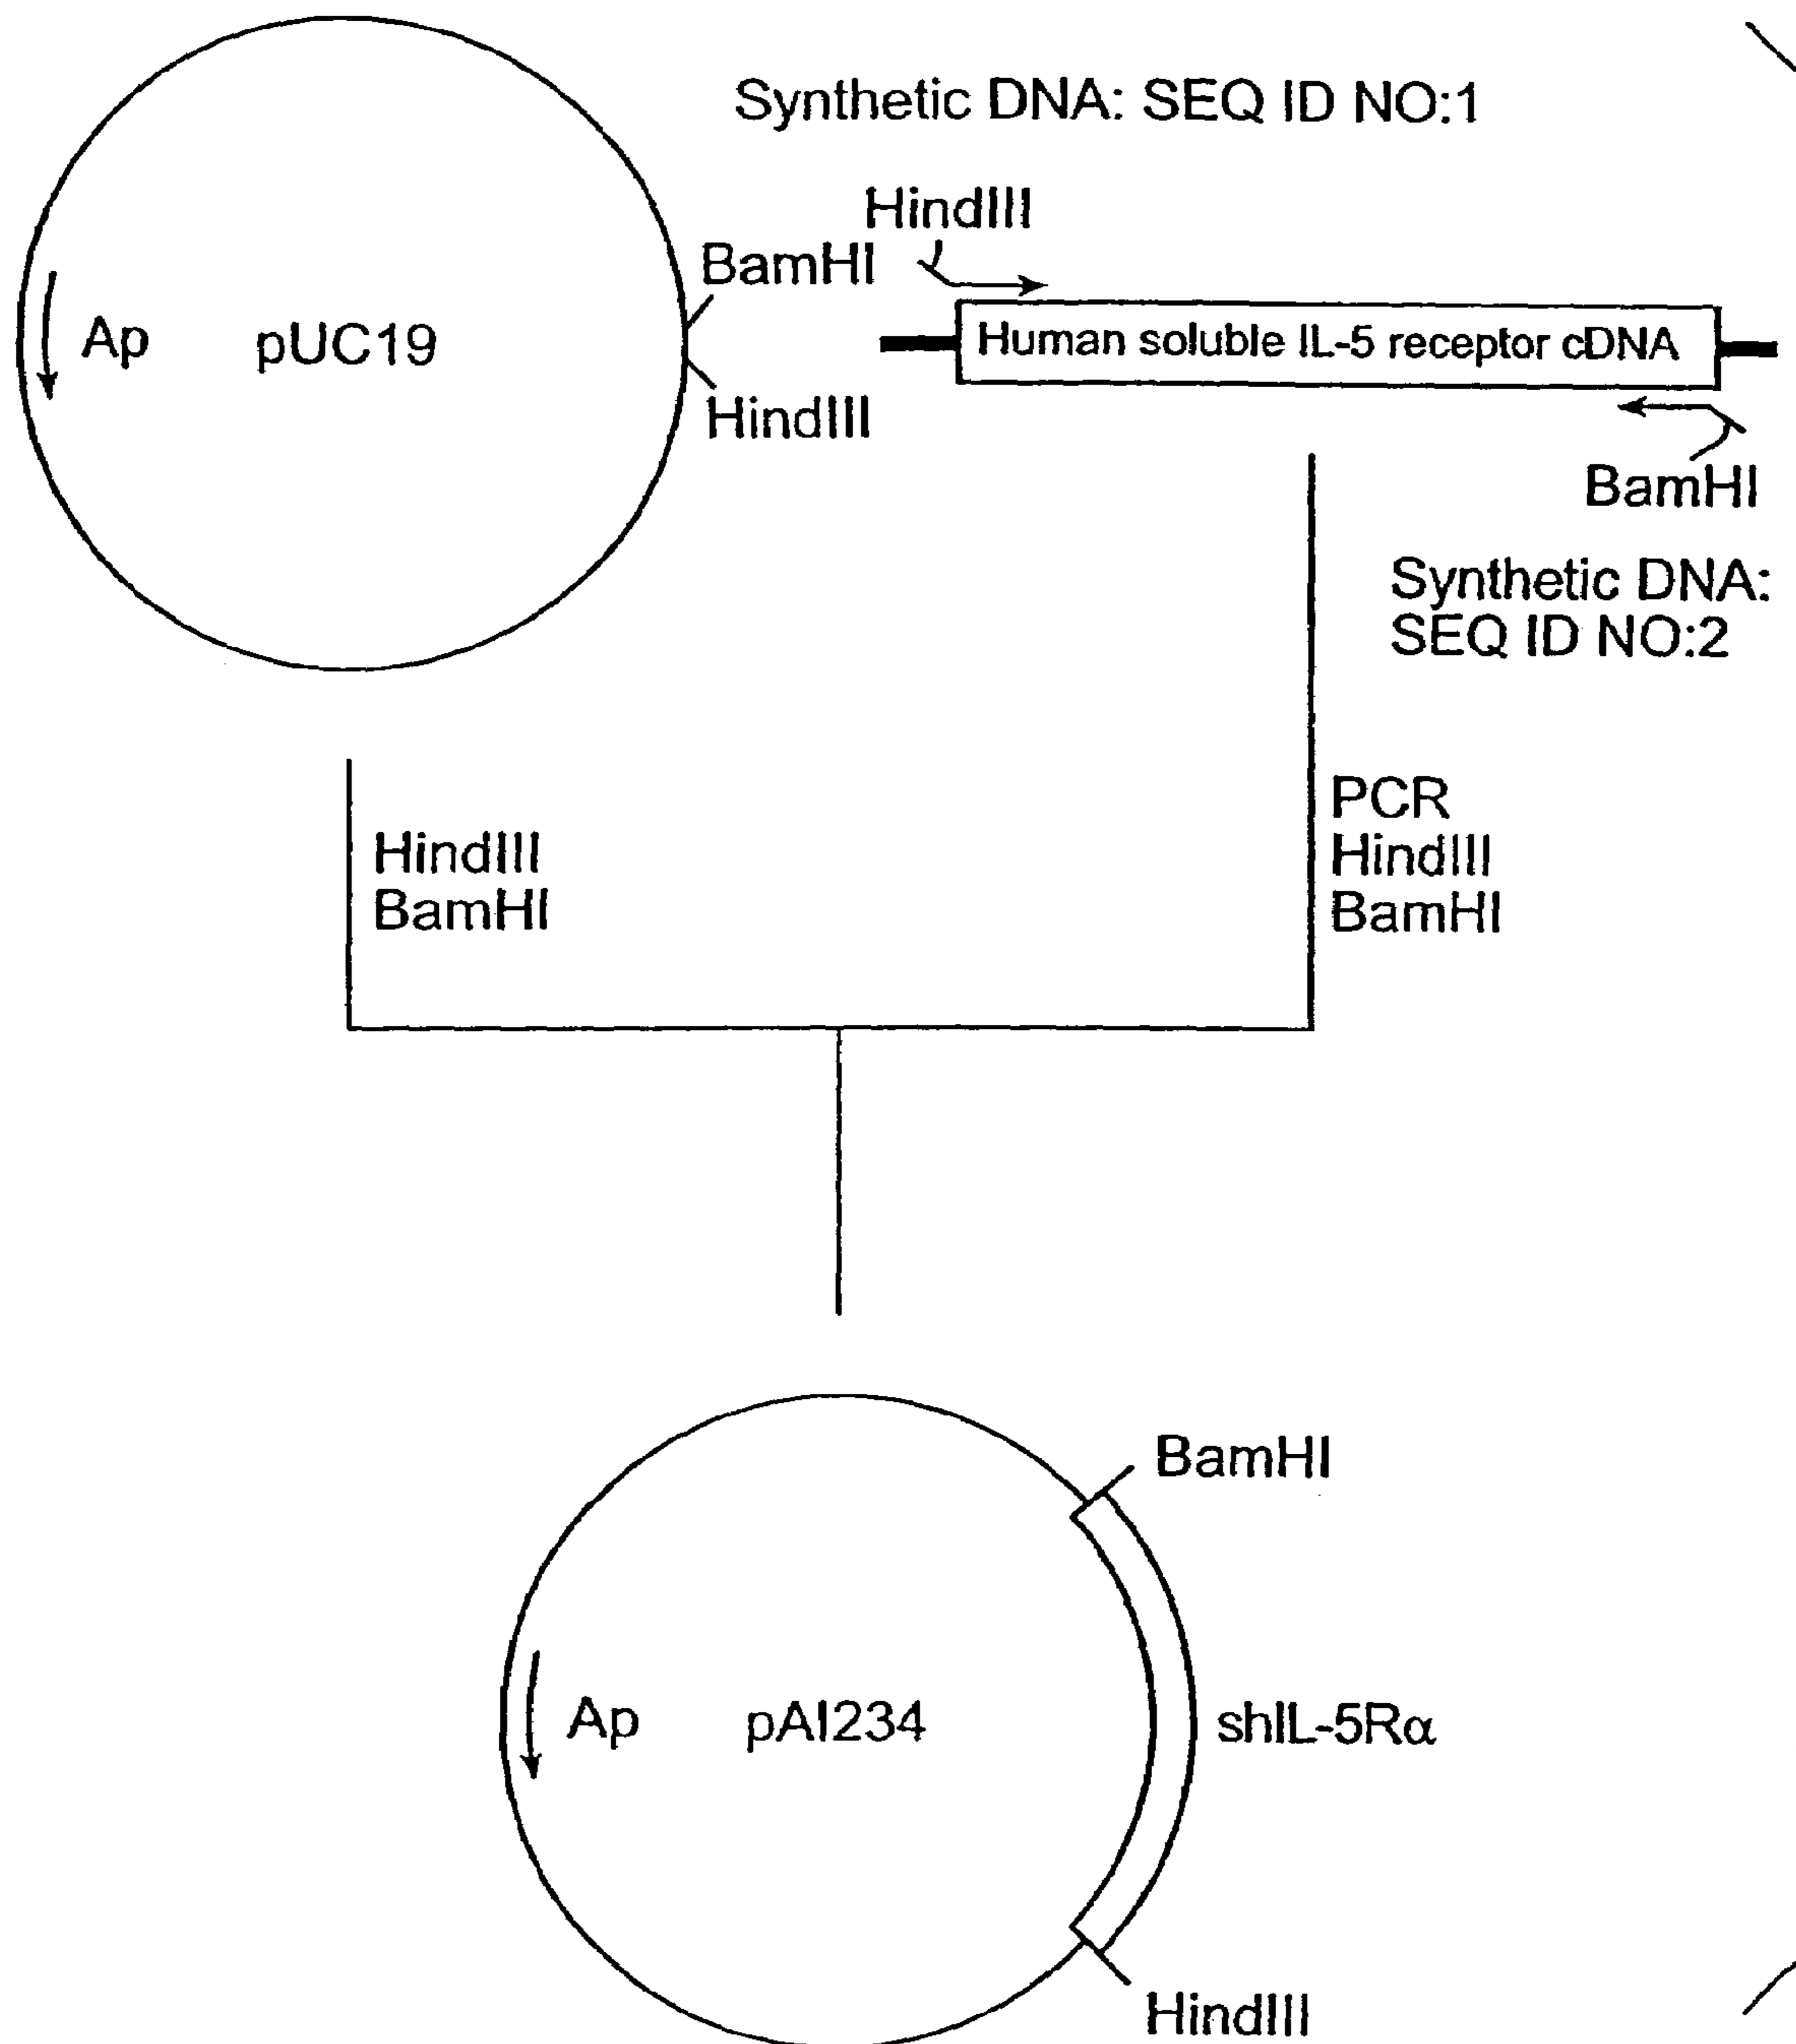 Synthetic DNA: SEQ ID NO:1
HindIII
BamHI
Ap
pUC19
Human soluble IL-5 receptor cDNA
HindIII
BamHI
Synthetic DNA:
SEQ ID NO:2
HindIII
BamHI
PCR
HindIII
BamHI
BamHI
Ap
pAI234
shIL-5Rα
HindIII